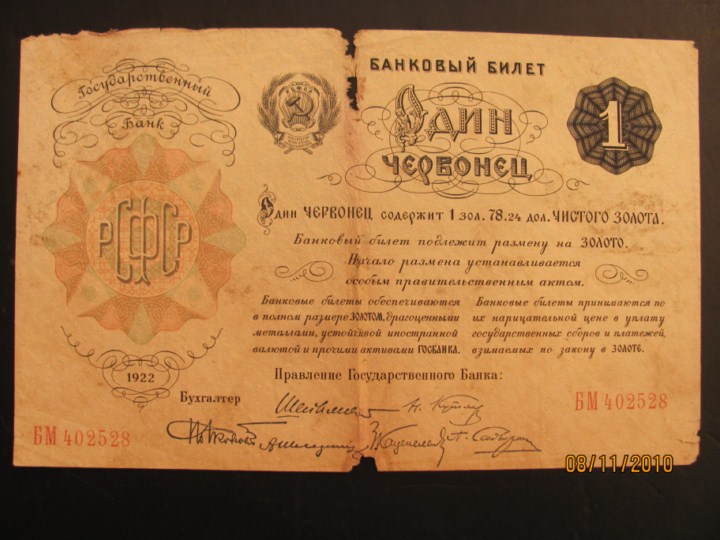 Государственный
Банк
РСФСР
1922
БАНКОВЫЙ БИЛЕТ
ОДИН
ЧЕРВОНЕЦ
1
Один ЧЕРВОНЕЦ содержит 1 зол. 78.24 дол. ЧИСТОГО ЗОЛОТА.
Банковый билет подлежит размену на ЗОЛОТО.
Начало размена устанавливается
особым правительственным актом.
Банковые билеты обеспечиваются
в полном размере ЗОЛОТОМ, драгоценными
металлами, устойчивой иностранной
валютой и прочими активами ГОСБАНКА.
Банковые билеты принимаются по
их нарицательной цене в уплату
государственных сборов и платежей,
взимаемых по закону в ЗОЛОТЕ.
Правление Государственного Банка:
Бухгалтер
БМ 402528
БМ 402528
08/11/2010